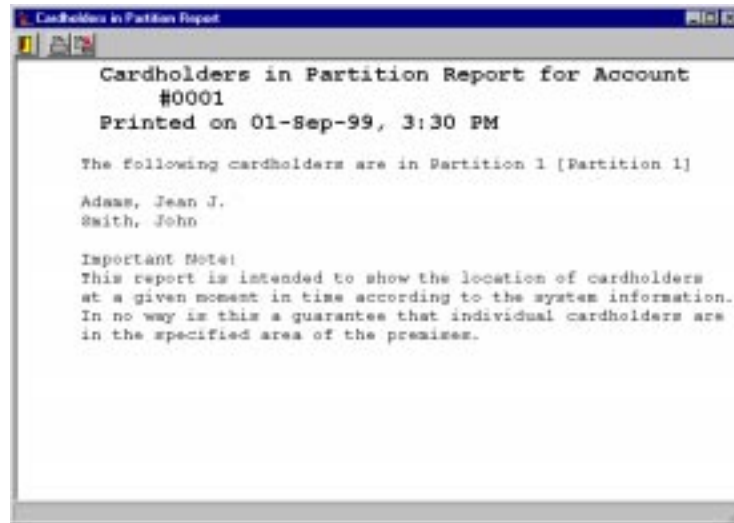 Cardholders in Partition Report
Cardholders in Partition Report for Account
#0001
Printed on 01-Sep-99, 3:30 PM
The following cardholders are in Partition 1 [Partition 1]
Adams, Jean J.
Smith, John
Important Note:
This report is intended to show the location of cardholders
at a given moment in time according to the system information.
In no way is this a guarantee that individual cardholders are
in the specified area of the premises.